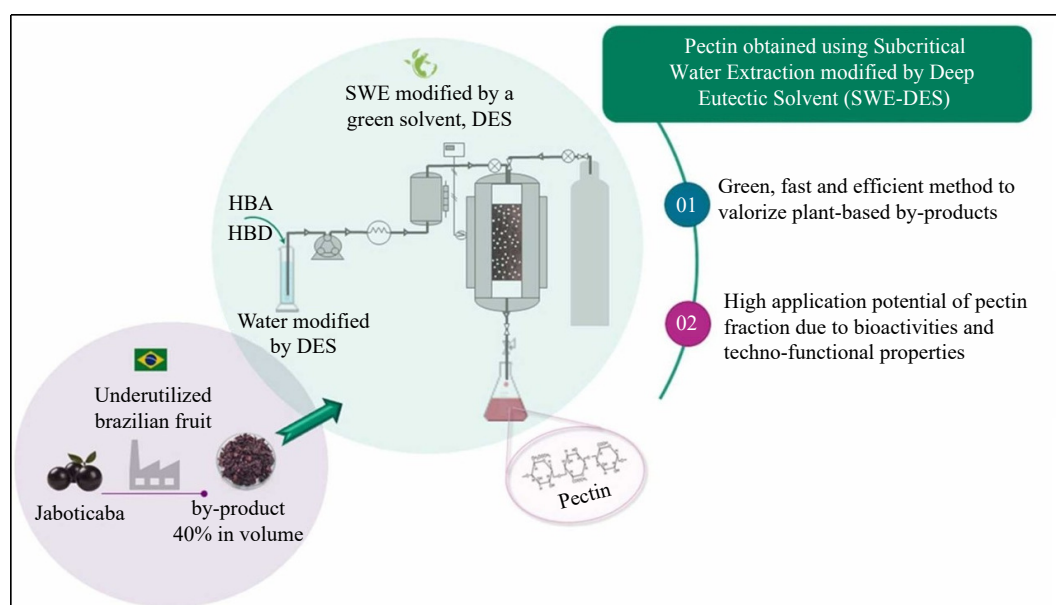 SWE modified by a
green solvent, DES
HBA
HBD
Water modified
by DES
Underutilized
brazilian fruit
Jaboticaba
by-product
40% in volume
Pectin
Pectin obtained using Subcritical
Water Extraction modified by Deep
Eutectic Solvent (SWE-DES)
01
Green, fast and efficient method to
valorize plant-based by-products
02
High application potential of pectin
fraction due to bioactivities and
techno-functional properties